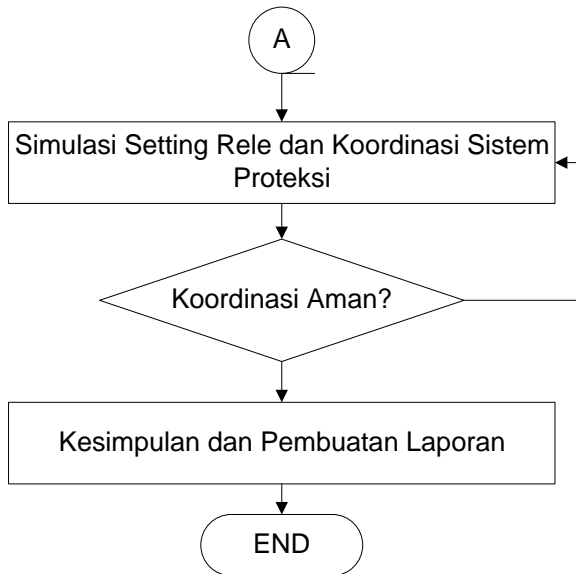 A
Simulasi Setting Rele dan Koordinasi Sistem
Proteksi
Koordinasi Aman?
Kesimpulan dan Pembuatan Laporan
END